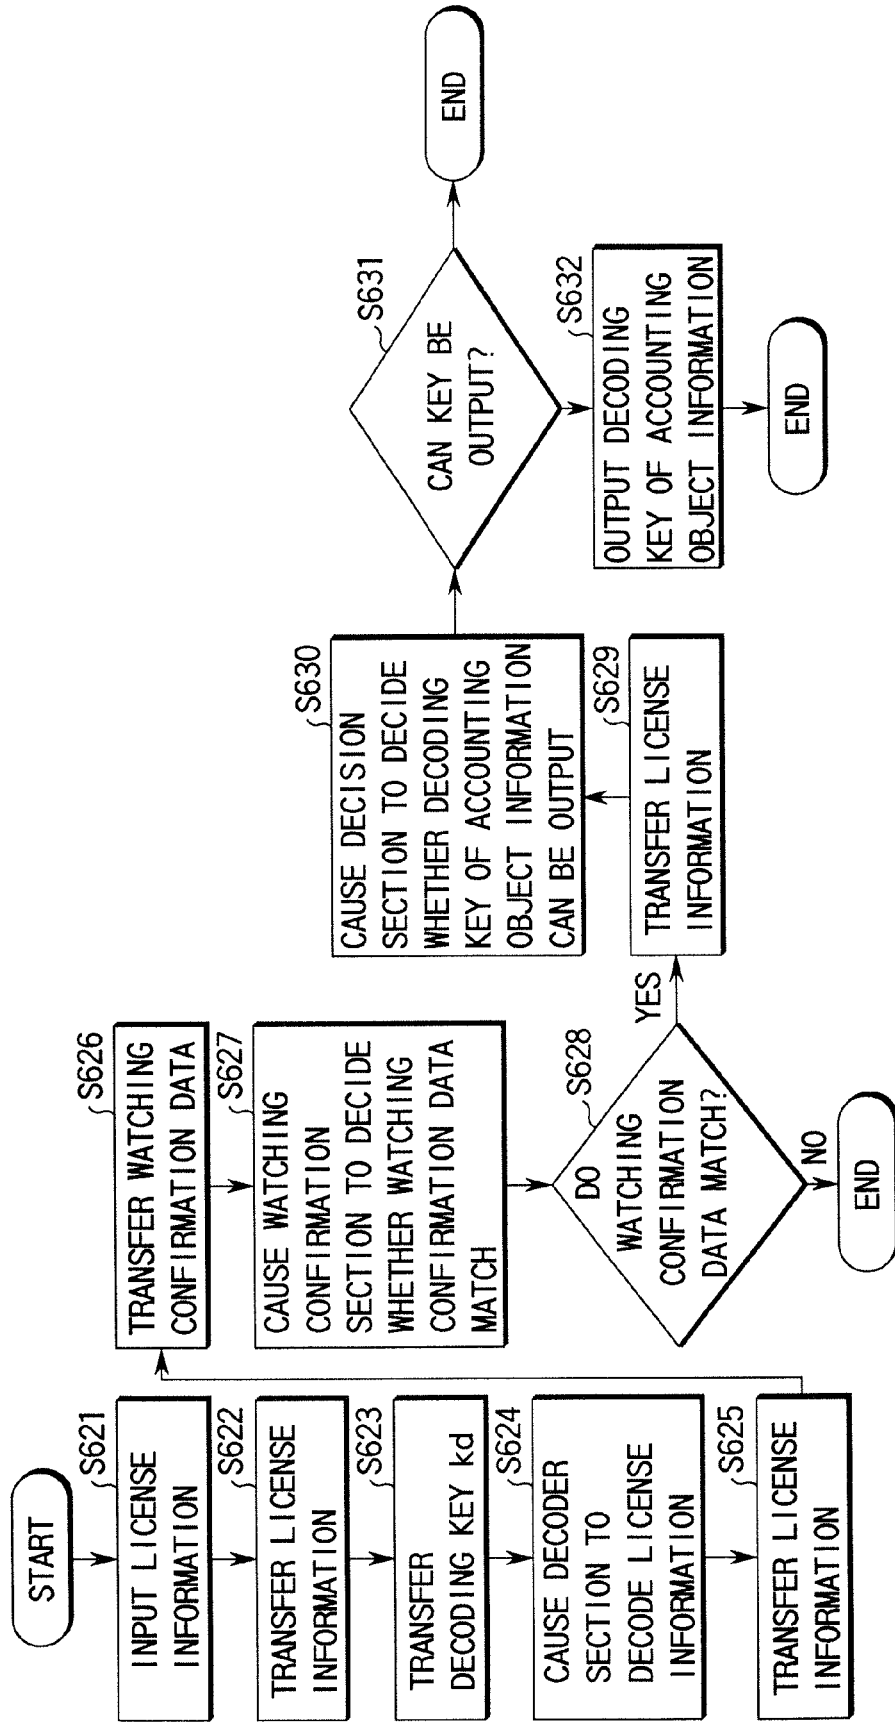 START
S621
INPUT LICENSE
INFORMATION
S622
TRANSFER LICENSE
INFORMATION
S623
TRANSFER
DECODING KEY kd
S624
CAUSE DECODER
SECTION TO
DECODE LICENSE
INFORMATION
S625
TRANSFER LICENSE
INFORMATION
S626
TRANSFER WATCHING
CONFIRMATION DATA
S627
CAUSE WATCHING
CONFIRMATION
SECTION TO DECIDE
WHETHER WATCHING
CONFIRMATION DATA
MATCH
S628
DO
WATCHING
CONFIRMATION
DATA MATCH?
YES
NO
END
S629
TRANSFER LICENSE
INFORMATION
S630
CAUSE DECISION
SECTION TO DECIDE
WHETHER DECODING
KEY OF ACCOUNTING
OBJECT INFORMATION
CAN BE OUTPUT
S631
CAN KEY BE
OUTPUT?
END
S632
OUTPUT DECODING
KEY OF ACCOUNTING
OBJECT INFORMATION
END